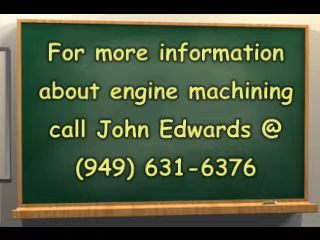 For more information
about engine machining
call John Edwards @
(949) 631-6376